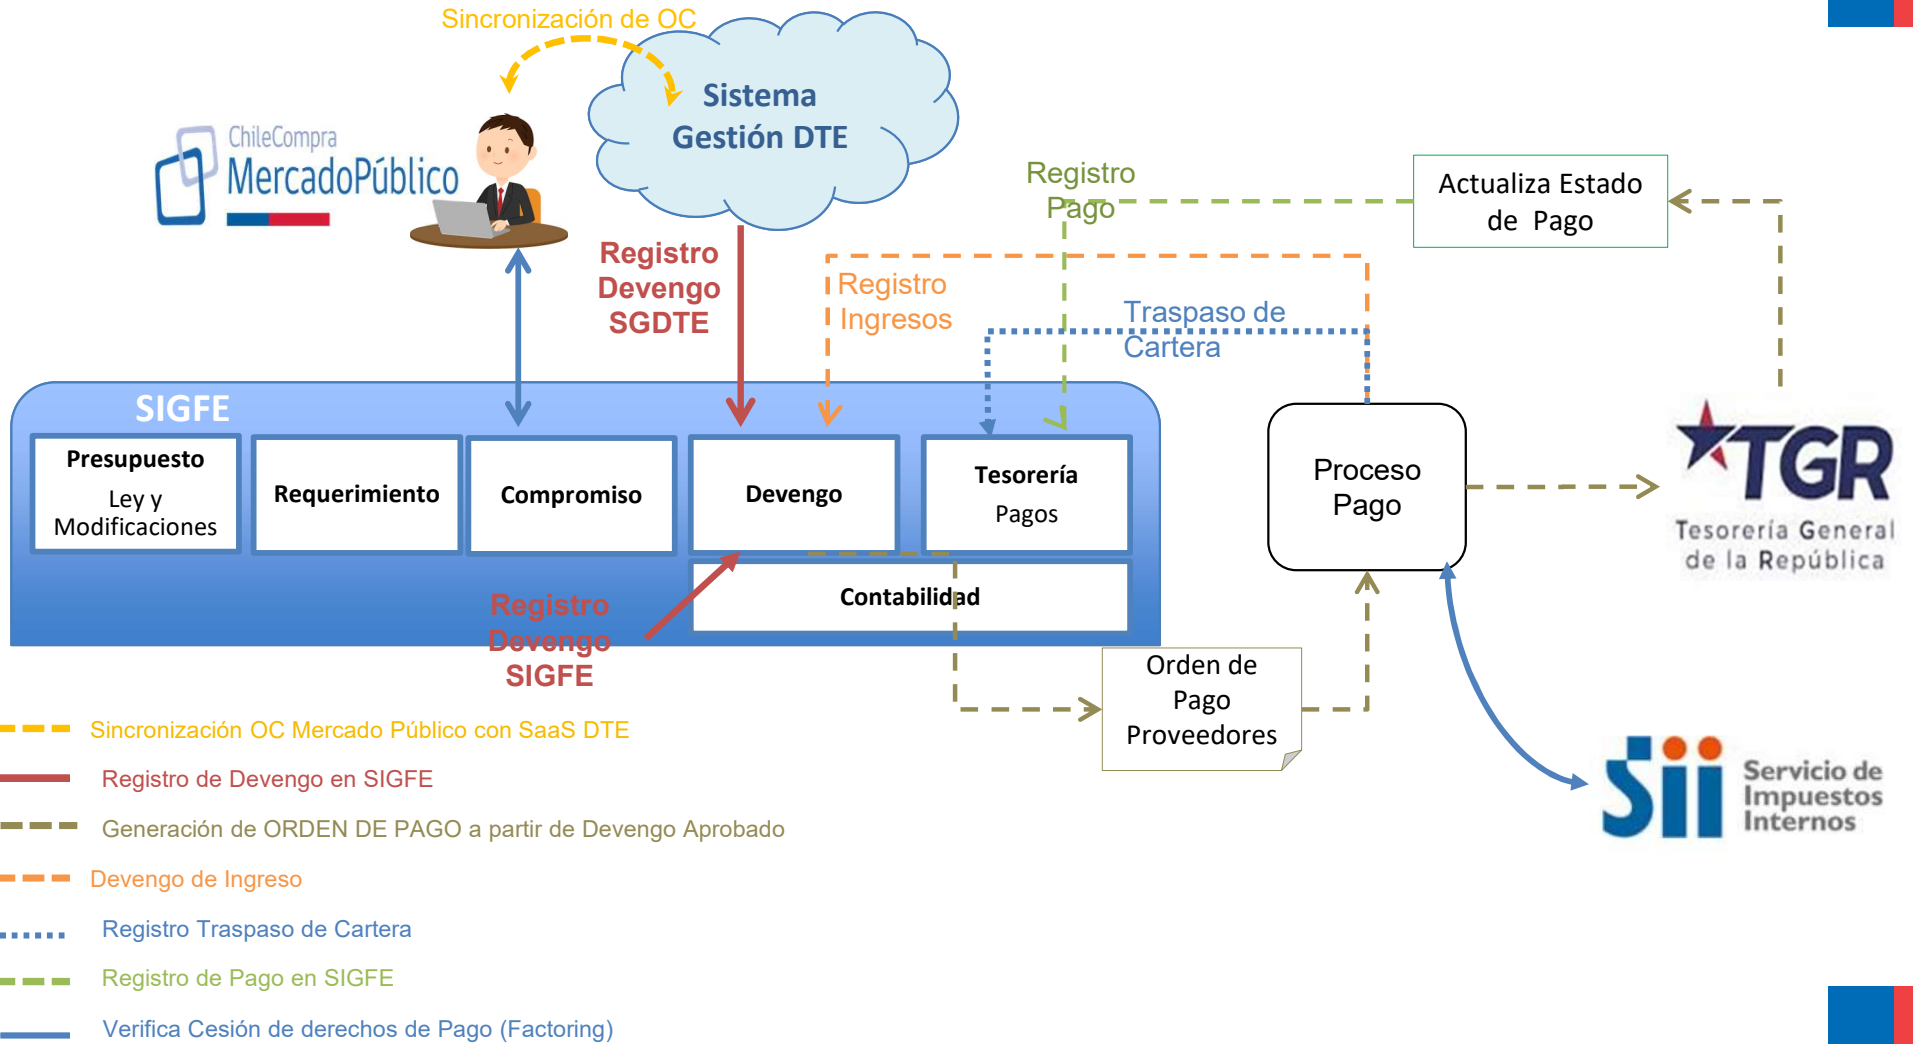 Sincronización de OC
Sistema
Gestión DTE
ChileCompra
MercadoPúblico
Registro
Pago
Actualiza Estado
de Pago
Registro
Devengo
SGDTE
Registro
Ingresos
Traspaso de
Cartera
SIGFE
Presupuesto
Ley y
Modificaciones
Requerimiento
Compromiso
Devengo
Tesorería
Pagos
Contabilidad
Proceso
Pago
TGR
Tesorería General
de la República
Registro
Devengo
SIGFE
Orden de
Pago
Proveedores
Sii
Servicio de
Impuestos
Internos
Sincronización OC Mercado Público con SaaS DTE
Registro de Devengo en SIGFE
Generación de ORDEN DE PAGO a partir de Devengo Aprobado
Devengo de Ingreso
Registro Traspaso de Cartera
Registro de Pago en SIGFE
Verifica Cesión de derechos de Pago (Factoring)